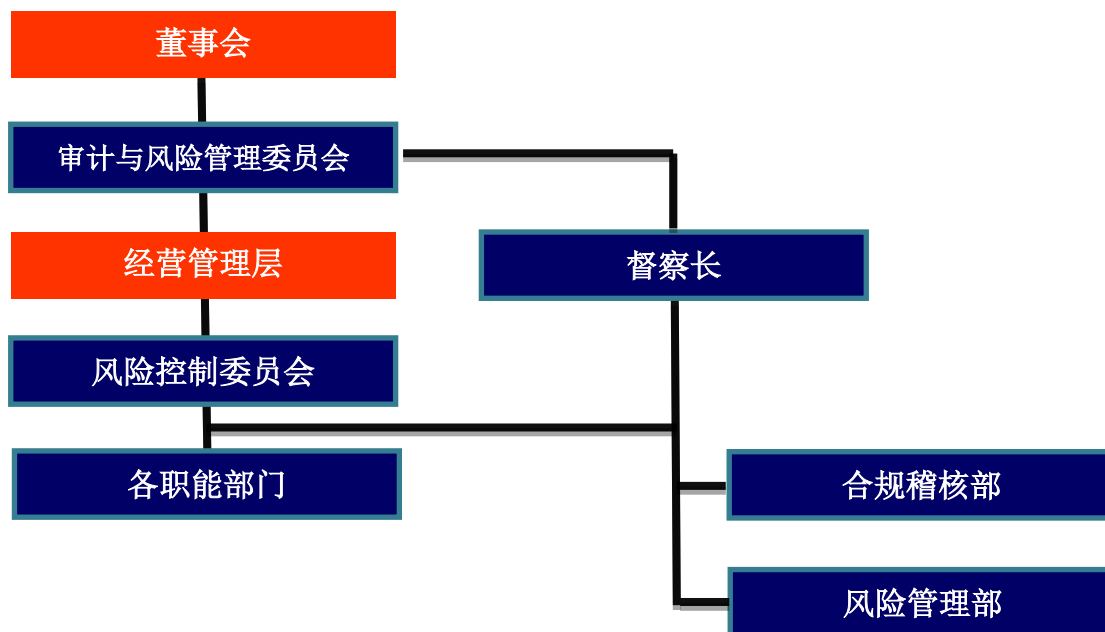 董事会
审计与风险管理委员会
经营管理层
督察长
风险控制委员会
各职能部门
合规稽核部
风险管理部